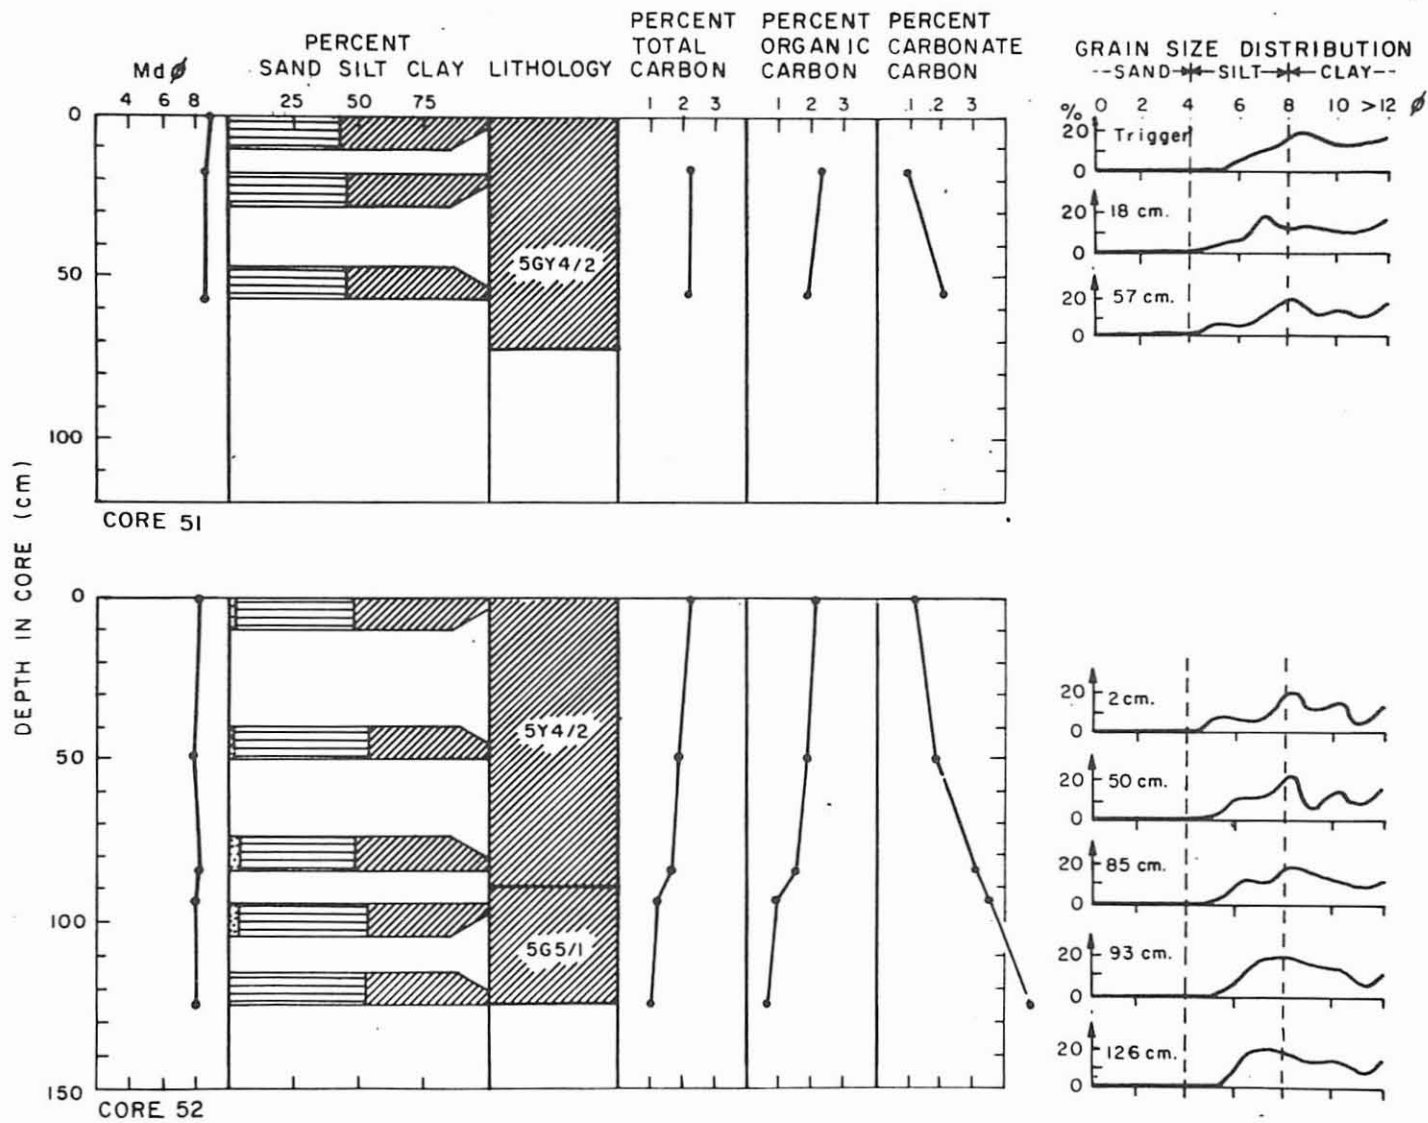 PERCENT PERCENT PERCENT
PERCENT TOTAL ORGANIC CARBONATE GRAIN SIZE DISTRIBUTION
Md ϕ SAND SILT CLAY LITHOLOGY CARBON CARBON CARBON --SAND→←SILT→←CLAY--
4 6 8 25 50 75 1 2 3 1 2 3 .1 .2 3 % 0 2 4 6 8 10 >12 ϕ
0
50
100
5GY4/2
CORE 51
20 Trigger
0
20 18 cm.
0
20 57 cm.
0
DEPTH IN CORE (cm)
0
50
100
150
5Y4/2
5G5/1
CORE 52
20 2 cm.
0
20 50 cm.
0
20 85 cm.
0
20 93 cm.
0
20 126 cm.
0